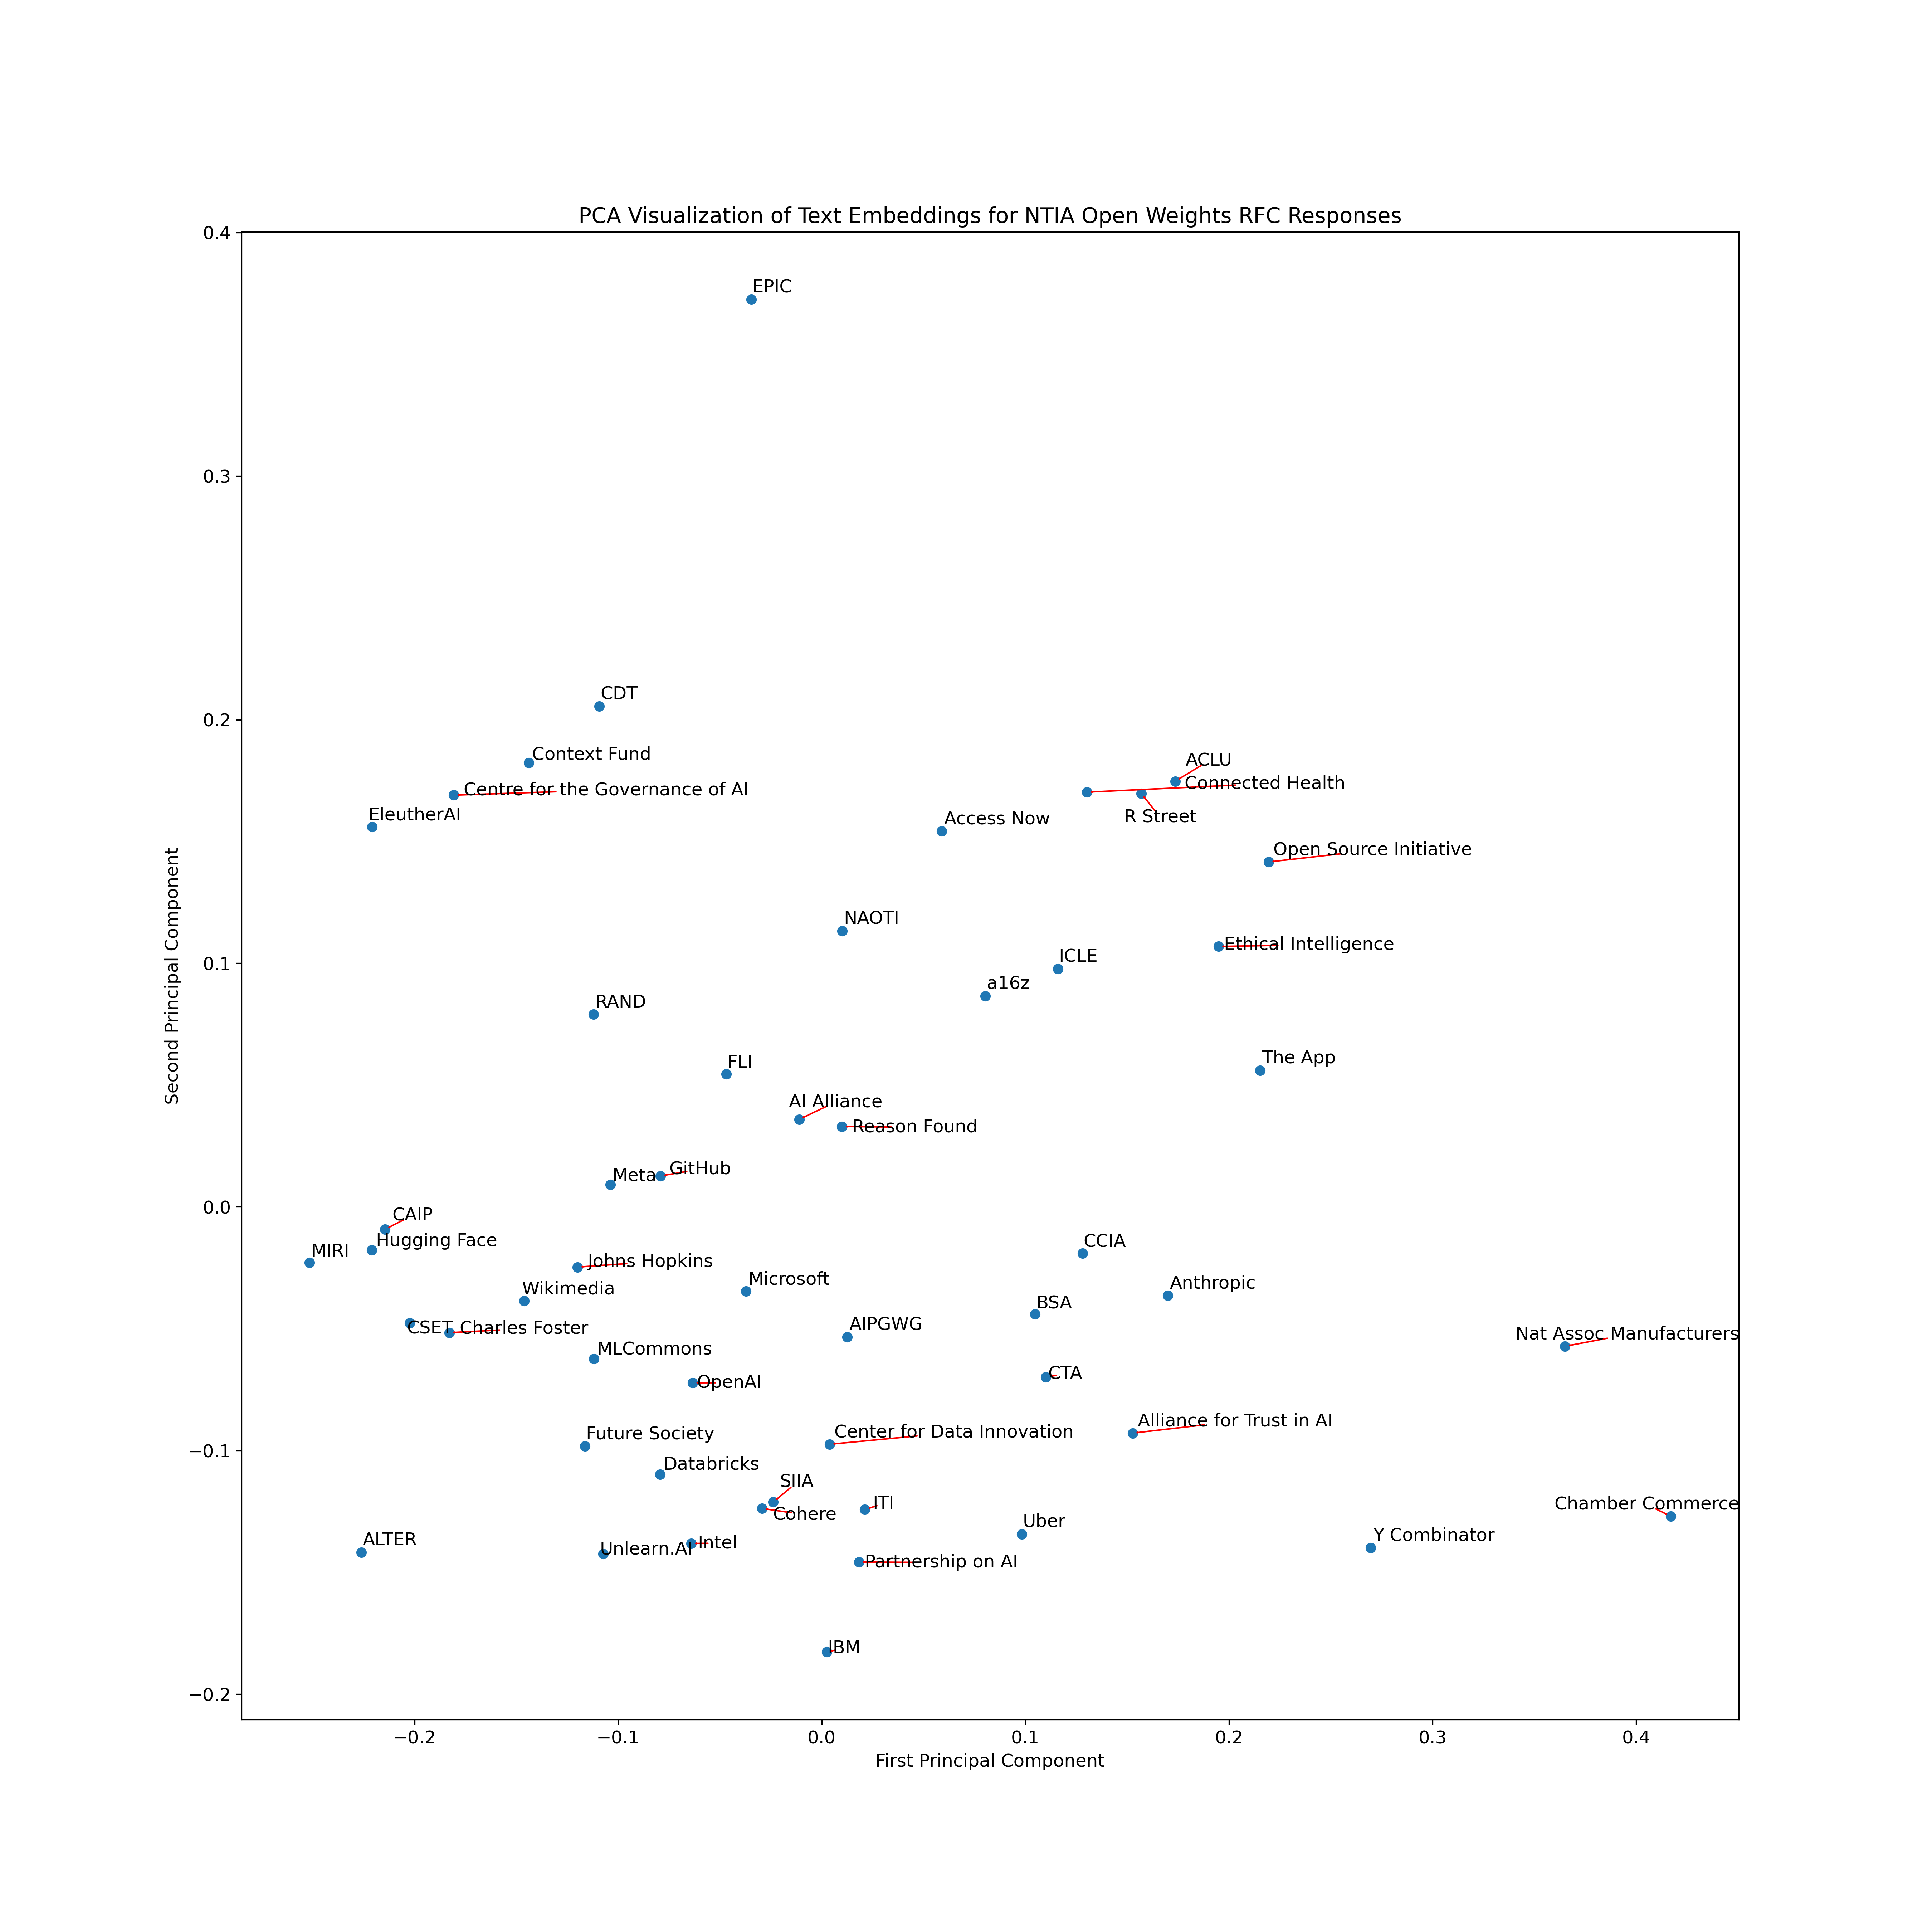 PCA Visualization of Text Embeddings for NTIA Open Weights RFC Responses
0.4
EPIC
0.3
CDT
0.2
Context Fund
ACLU
Connected Health
Centre for the Governance of AI
EleutherAI
R Street
Access Now
Open Source Initiative
NAOTI
Ethical Intelligence
ICLE
0.1
a16z
RAND
FLI
The App
AI Alliance
Reason Found
GitHub
Meta
CAIP
0.0
Hugging Face
CCIA
MIRI
Johns Hopkins
Microsoft
Anthropic
Wikimedia
BSA
AIPGWG
CSET
Charles Foster
Nat Assoc Manufacturers
MLCommons
CTA
OpenAI
Alliance for Trust in AI
Center for Data Innovation
Future Society
−0.1
Databricks
SIIA
ITI
Chamber Commerce
Cohere
Uber
Y Combinator
ALTER
Intel
Unlearn.AI
Partnership on AI
IBM
−0.2
Second Principal Component
−0.2
−0.1
0.0
0.1
0.2
0.3
0.4
First Principal Component